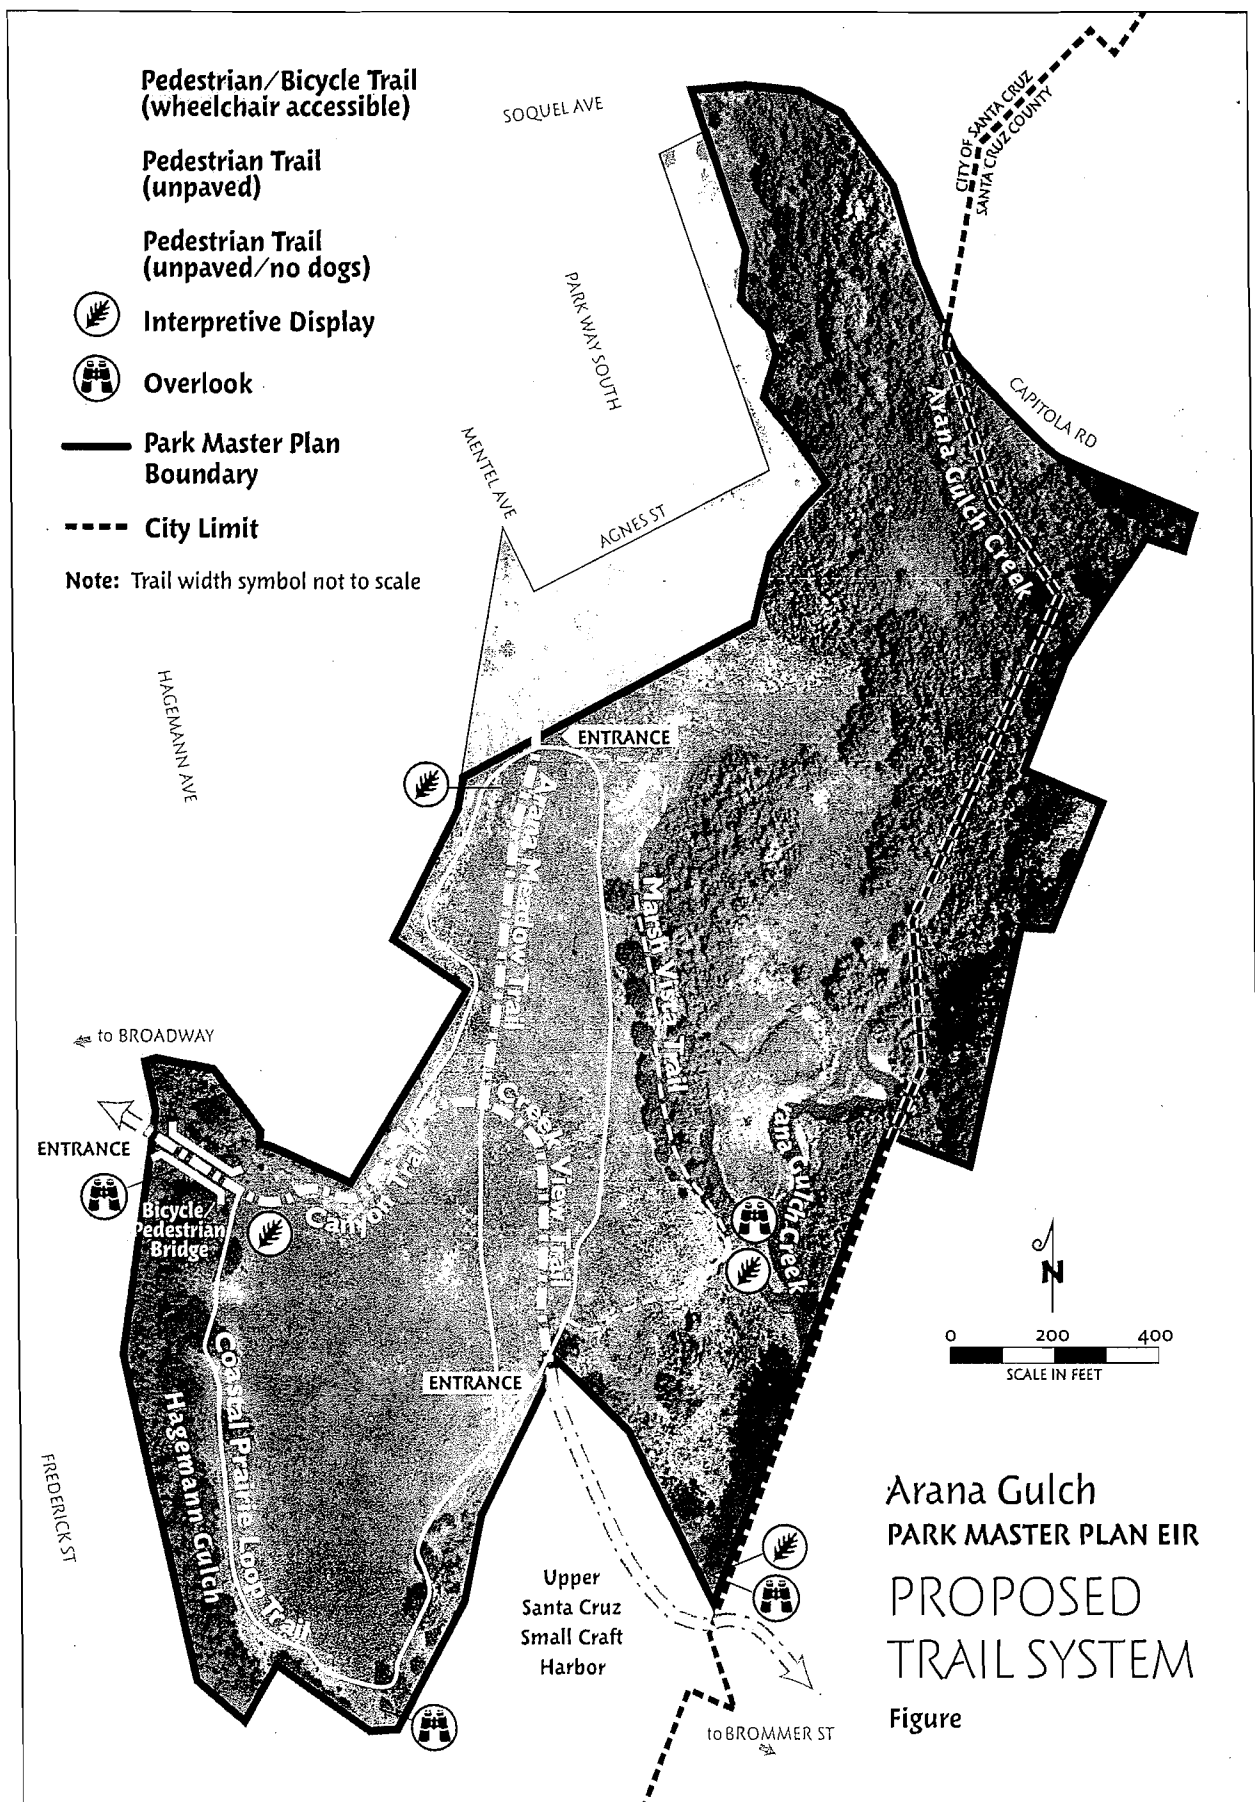 Pedestrian/Bicycle Trail
(wheelchair accessible)
Pedestrian Trail
(unpaved)
Pedestrian Trail
(unpaved/no dogs)
Interpretive Display
Overlook
Park Master Plan
Boundary
City Limit
Note: Trail width symbol not to scale
SOQUEL AVE
CITY OF SANTA CRUZ
SANTA CRUZ COUNTY
PARK WAY SOUTH
CAPITOLA RD
MENTEL AVE
AGNES ST
Arana Gulch Creek
HAGEMANN AVE
ENTRANCE
Arana Meadow Trail
Marsh Vista Trail
to BROADWAY
ENTRANCE
Creek View Trail
Canyon Trail
Bicycle/
Pedestrian
Bridge
Arana Gulch Creek
N
0 200 400
SCALE IN FEET
ENTRANCE
Coastal Prairie Loop Trail
Hagemann Gulch
FREDERICK ST
Upper
Santa Cruz
Small Craft
Harbor
to BROMMER ST
Arana Gulch
PARK MASTER PLAN EIR
PROPOSED
TRAIL SYSTEM
Figure